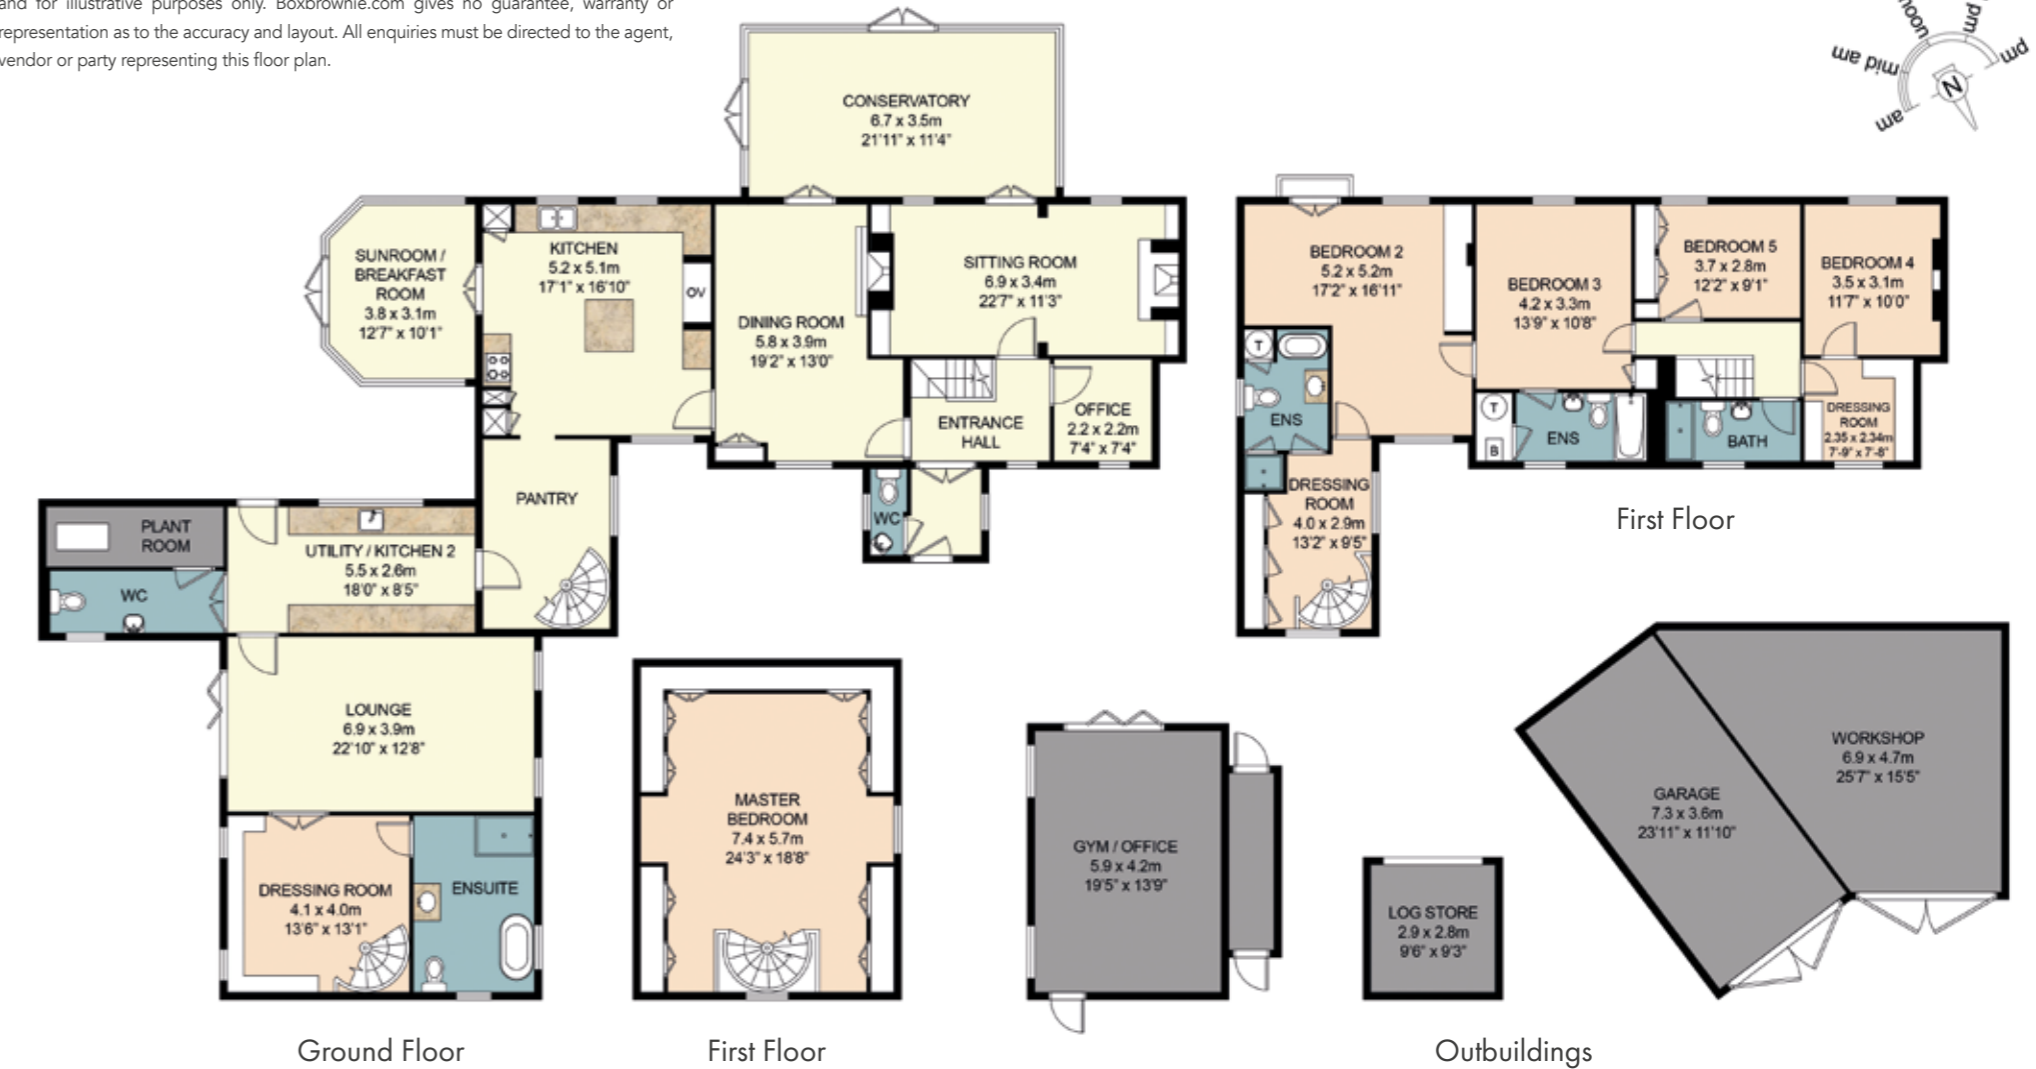 and for illustrative purposes only. Boxbrownie.com gives no guarantee, warranty or
representation as to the accuracy and layout. All enquiries must be directed to the agent,
vendor or party representing this floor plan.
am
mid am
noon
pm
pm
N
CONSERVATORY
6.7 x 3.5m
21'11" x 11'4"
SUNROOM /
BREAKFAST
ROOM
3.8 x 3.1m
12'7" x 10'1"
KITCHEN
5.2 x 5.1m
17'1" x 16'10"
OV
DINING ROOM
5.8 x 3.9m
19'2" x 13'0"
SITTING ROOM
6.9 x 3.4m
22'7" x 11'3"
ENTRANCE
HALL
OFFICE
2.2 x 2.2m
7'4" x 7'4"
WC
PANTRY
PLANT
ROOM
WC
UTILITY / KITCHEN 2
5.5 x 2.6m
18'0" x 8'5"
LOUNGE
6.9 x 3.9m
22'10" x 12'8"
DRESSING ROOM
4.1 x 4.0m
13'6" x 13'1"
ENSUITE
Ground Floor
MASTER
BEDROOM
7.4 x 5.7m
24'3" x 18'8"
First Floor
BEDROOM 2
5.2 x 5.2m
17'2" x 16'11"
T
ENS
DRESSING
ROOM
4.0 x 2.9m
13'2" x 9'5"
BEDROOM 3
4.2 x 3.3m
13'9" x 10'8"
T
B
ENS
BEDROOM 5
3.7 x 2.8m
12'2" x 9'1"
BEDROOM 4
3.5 x 3.1m
11'7" x 10'0"
BATH
DRESSING
ROOM
2.35 x 2.34m
7'-9" x 7'-8"
First Floor
GYM / OFFICE
5.9 x 4.2m
19'5" x 13'9"
LOG STORE
2.9 x 2.8m
9'6" x 9'3"
GARAGE
7.3 x 3.6m
23'11" x 11'10"
WORKSHOP
6.9 x 4.7m
25'7" x 15'5"
Outbuildings